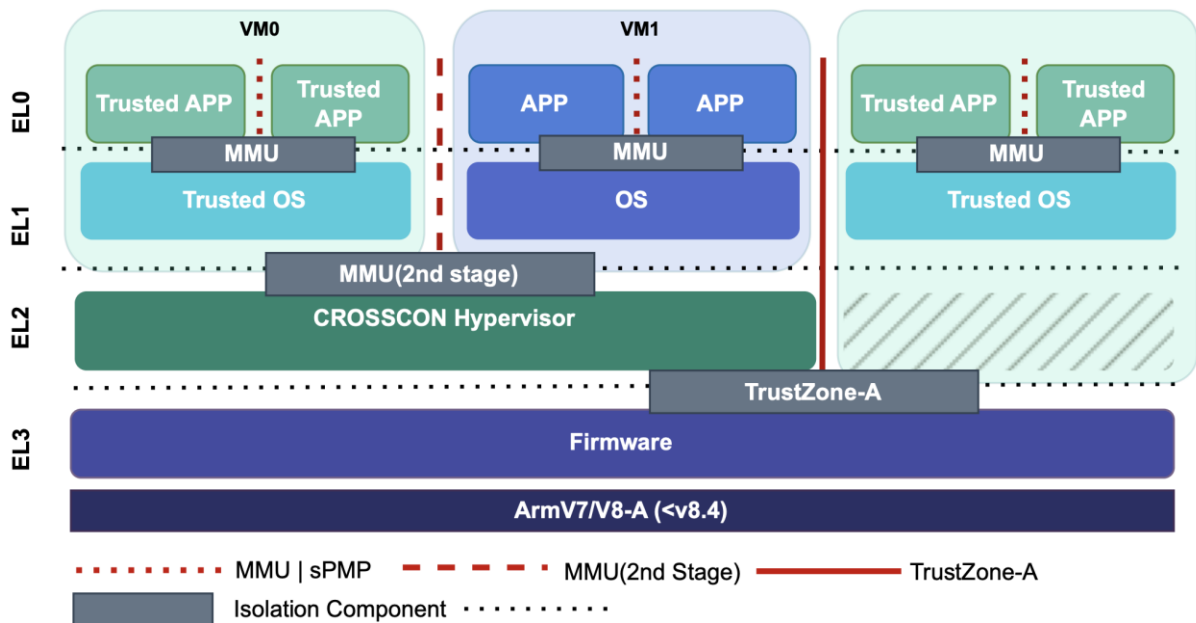 VM0
VM1
EL0
Trusted APP
Trusted
APP
APP
APP
Trusted APP
Trusted
APP
MMU
MMU
MMU
EL1
Trusted OS
OS
Trusted OS
MMU(2nd stage)
EL2
CROSSCON Hypervisor
TrustZone-A
EL3
Firmware
ArmV7/V8-A (<v8.4)
MMU | sPMP
MMU(2nd Stage)
TrustZone-A
Isolation Component